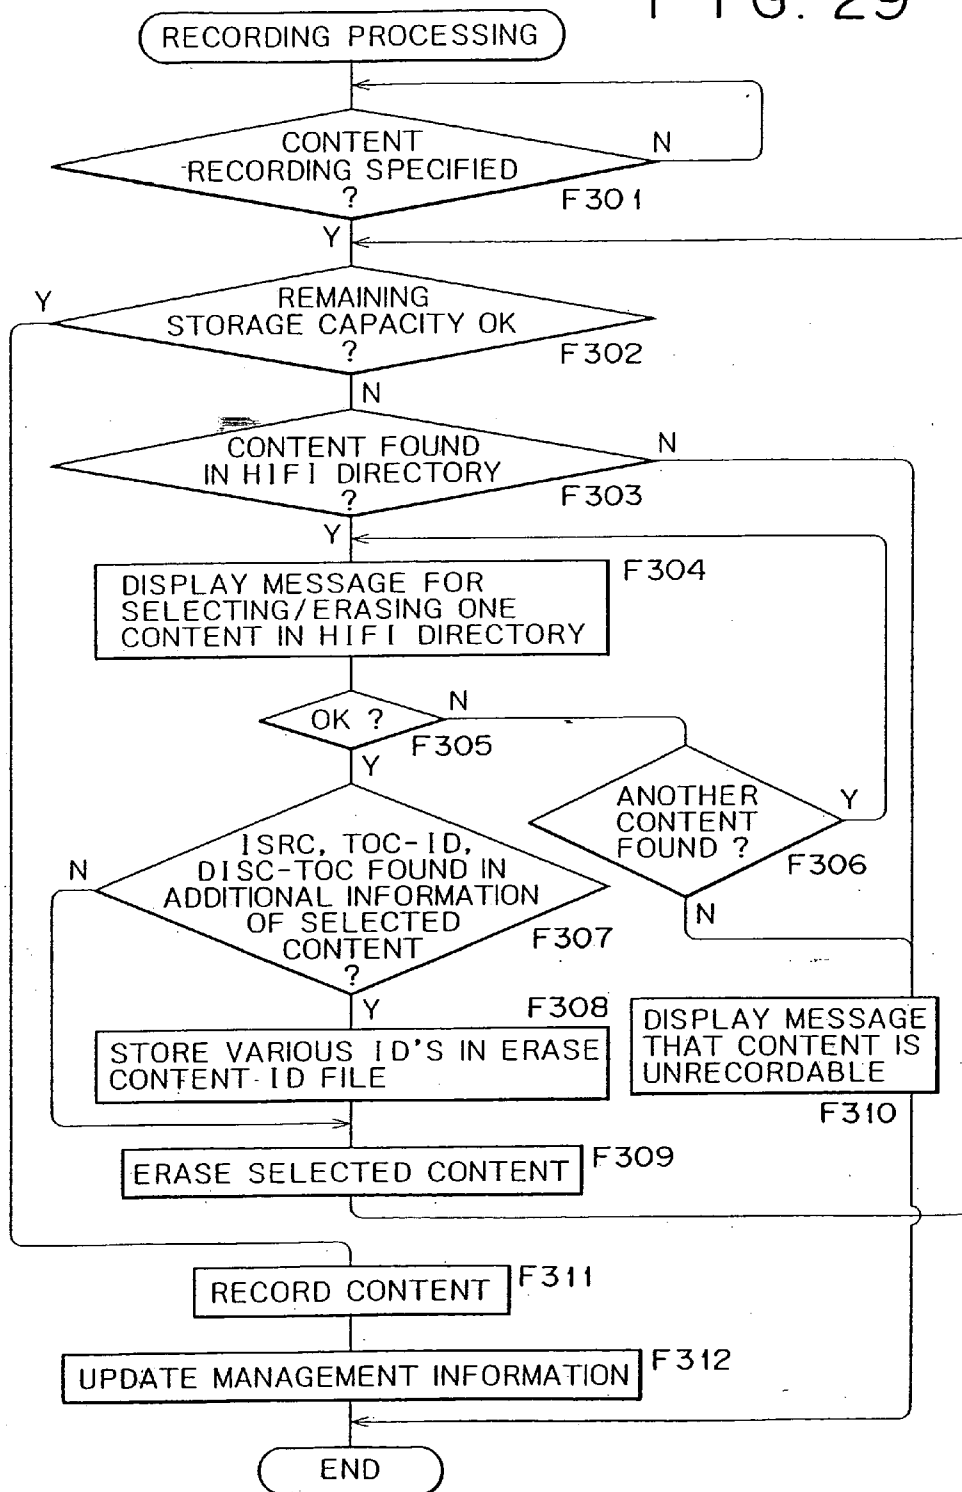 FIG. 29
RECORDING PROCESSING
CONTENT
RECORDING SPECIFIED
?
N
F301
Y
Y
REMAINING
STORAGE CAPACITY OK
?
F302
N
CONTENT FOUND
IN HIFI DIRECTORY
?
N
F303
Y
DISPLAY MESSAGE FOR
SELECTING/ERASING ONE
CONTENT IN HIFI DIRECTORY
F304
OK ?
N
F305
Y
ANOTHER
CONTENT
FOUND ?
Y
F306
N
N
ISRC, TOC-ID,
DISC-TOC FOUND IN
ADDITIONAL INFORMATION
OF SELECTED
CONTENT
?
F307
Y
F308
STORE VARIOUS ID'S IN ERASE
CONTENT-ID FILE
DISPLAY MESSAGE
THAT CONTENT IS
UNRECORDABLE
F310
ERASE SELECTED CONTENT
F309
RECORD CONTENT
F311
UPDATE MANAGEMENT INFORMATION
F312
END